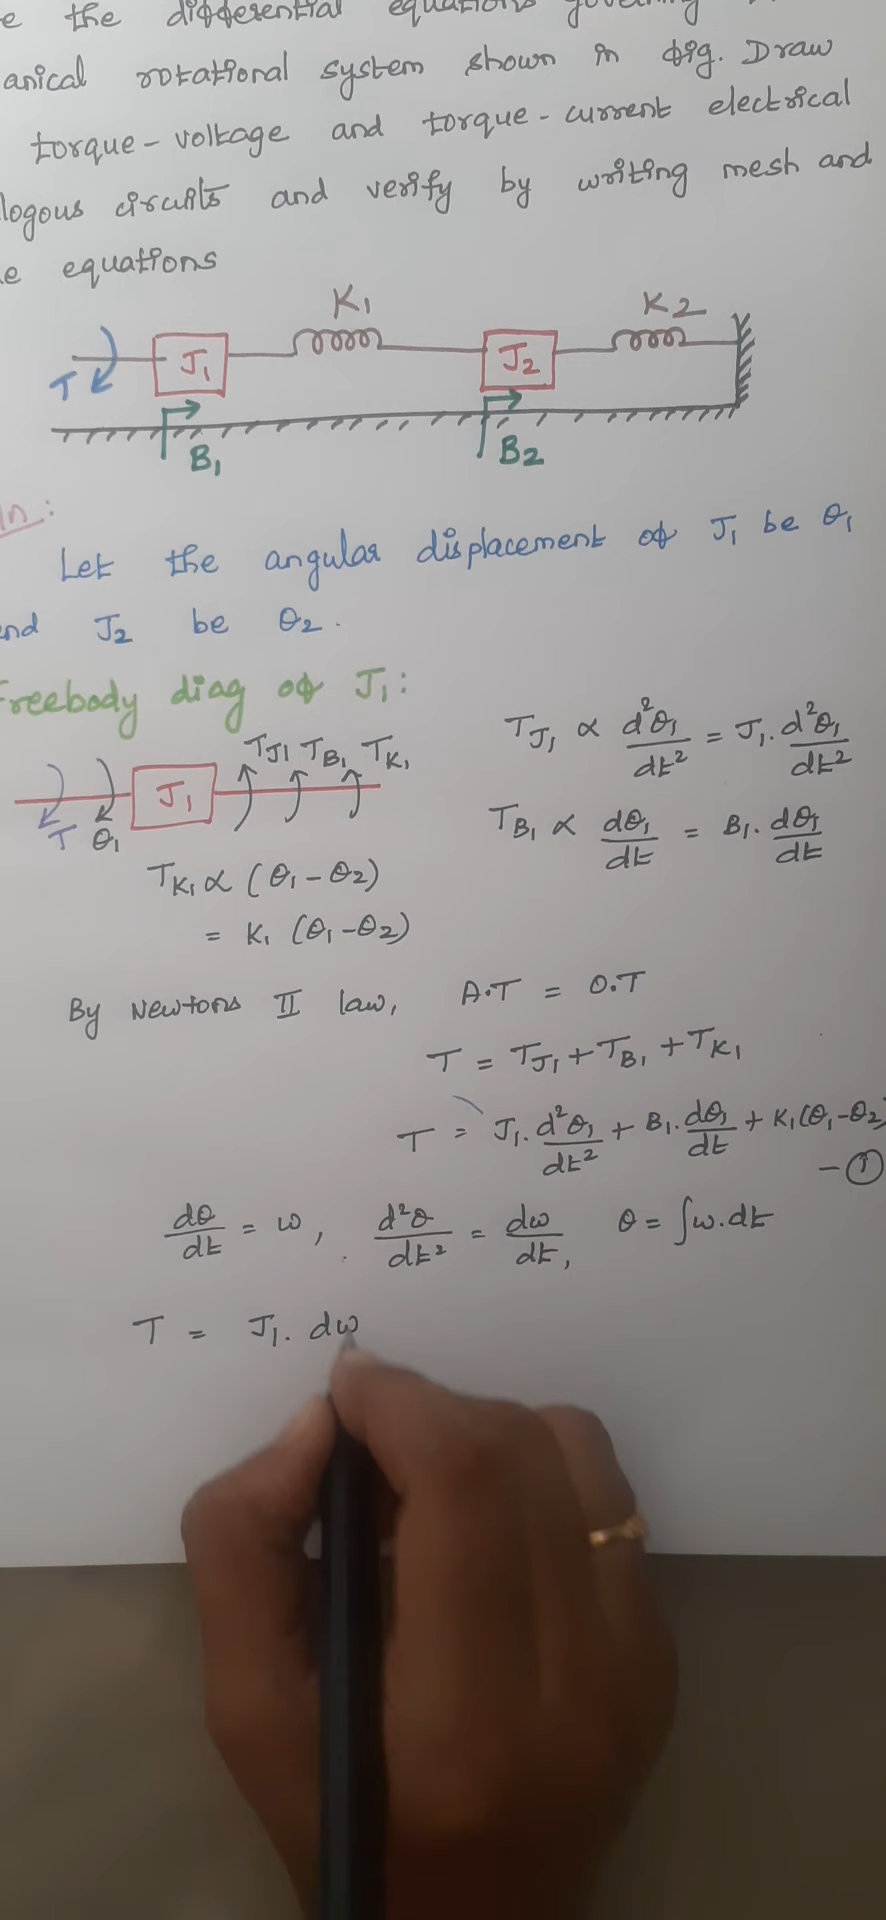 the differential equations
anical rotational system shown in fig. Draw
torque-voltage and torque-current electrical
logous circuits and verify by writing mesh and
e equations
K₁ K2
T J₁ J₂
B₁ B2
ln:
Let the angular displacement of J₁ be θ₁
nd J₂ be θ₂.
Freebody diag of J₁:
TJ₁ TB₁ TK₁
T θ₁ J₁
TJ₁ ∝ d²θ₁/dt² = J₁. d²θ₁/dt²
TB₁ ∝ dθ₁/dt = B₁. dθ₁/dt
TK₁ ∝ (θ₁-θ₂)
= K₁ (θ₁-θ₂)
By Newtons II law, A.T = O.T
T = TJ₁ + TB₁ + TK₁
T = J₁. d²θ₁/dt² + B₁. dθ₁/dt + K₁(θ₁-θ₂)
-①
dθ/dt = ω, d²θ/dt² = dω/dt, θ = ∫ω.dt
T = J₁. dω